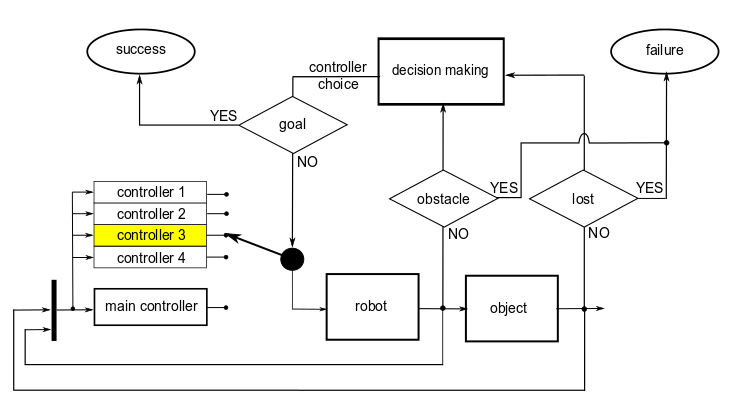 success
failure
controller
choice
decision making
YES
goal
NO
controller 1
controller 2
controller 3
controller 4
main controller
obstacle
YES
NO
lost
YES
NO
robot
object